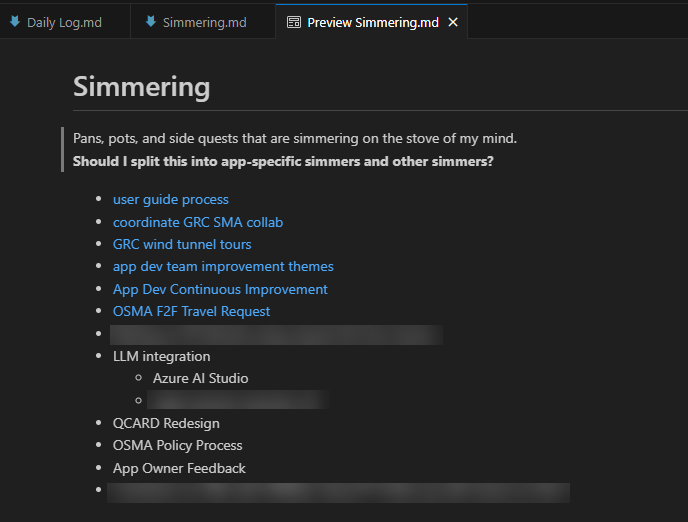 Daily Log.md
Simmering.md
Preview Simmering.md
Simmering
Pans, pots, and side quests that are simmering on the stove of my mind.
Should I split this into app-specific simmers and other simmers?
user guide process
coordinate GRC SMA collab
GRC wind tunnel tours
app dev team improvement themes
App Dev Continuous Improvement
OSMA F2F Travel Request
LLM integration
Azure AI Studio
QCARD Redesign
OSMA Policy Process
App Owner Feedback